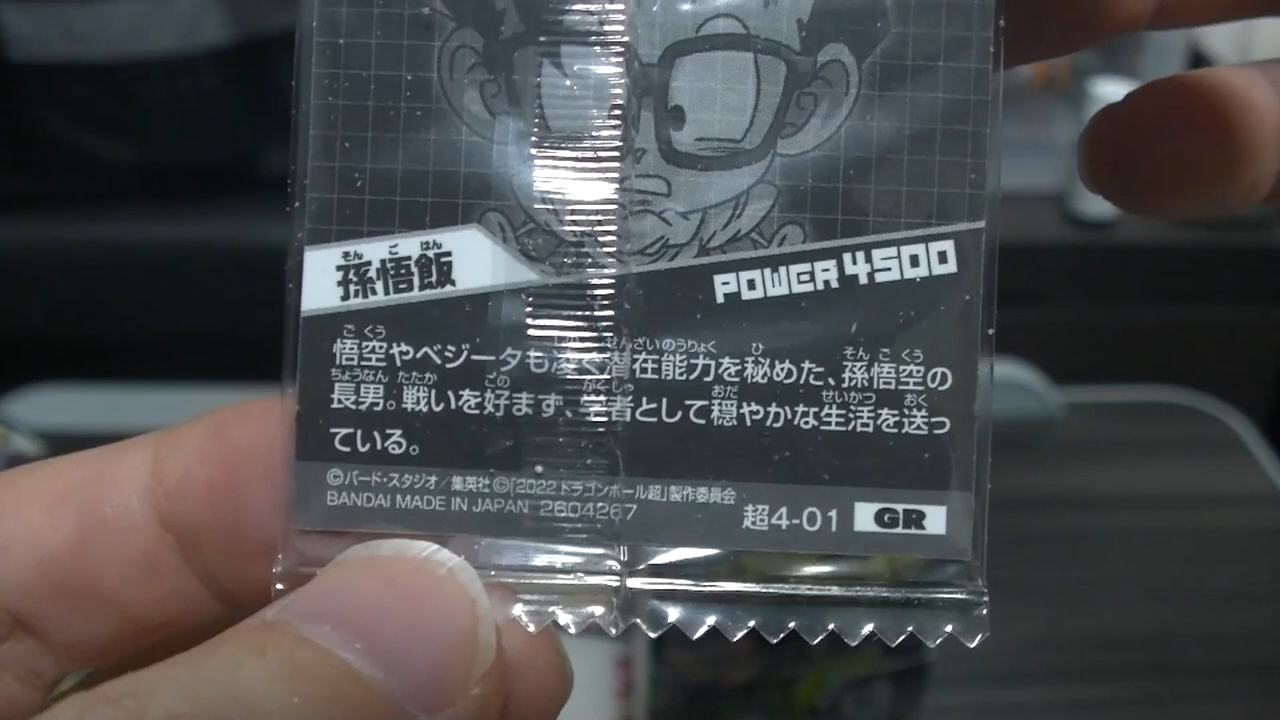 孫悟飯
POWER 4500
悟空やベジータも凌ぐ潜在能力を秘めた、孫悟空の
長男。戦いを好まず、学者として穏やかな生活を送っ
ている。
©バード・スタジオ／集英社 ©「2022 ドラゴンボール超」製作委員会
BANDAI MADE IN JAPAN 2604267
超4-01 GR